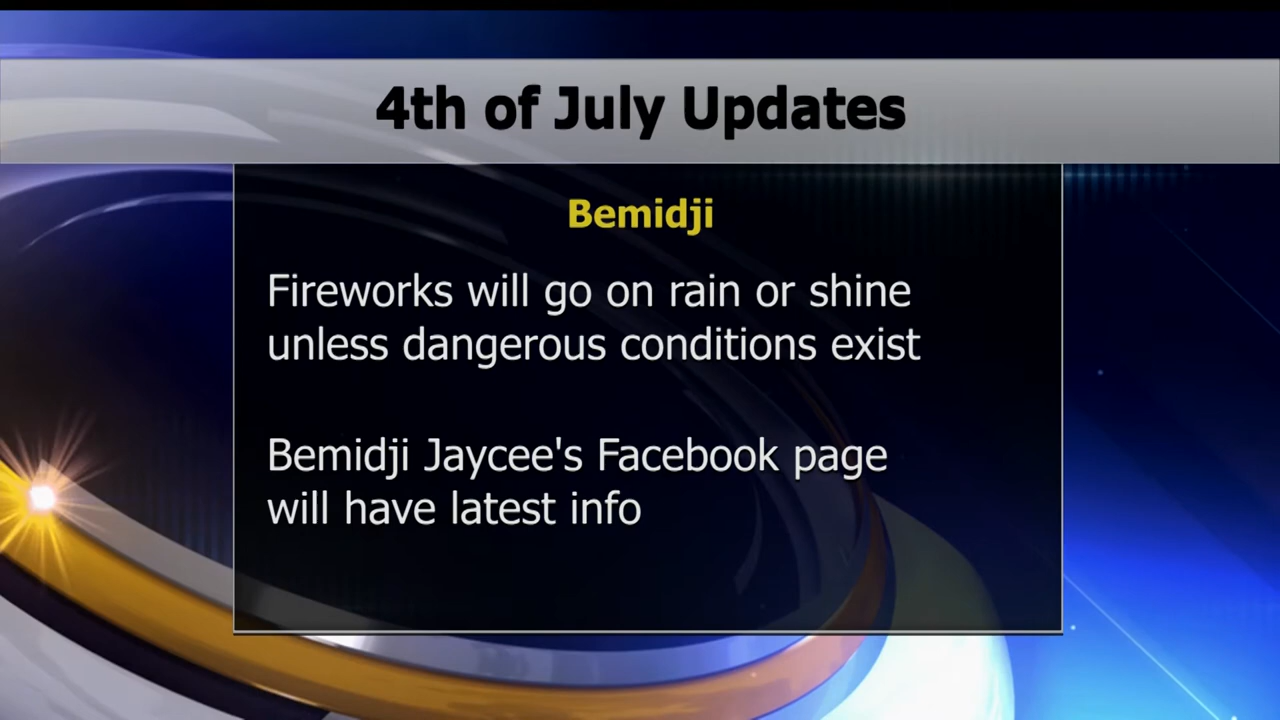 4th of July Updates
Bemidji
Fireworks will go on rain or shine
unless dangerous conditions exist
Bemidji Jaycee's Facebook page
will have latest info